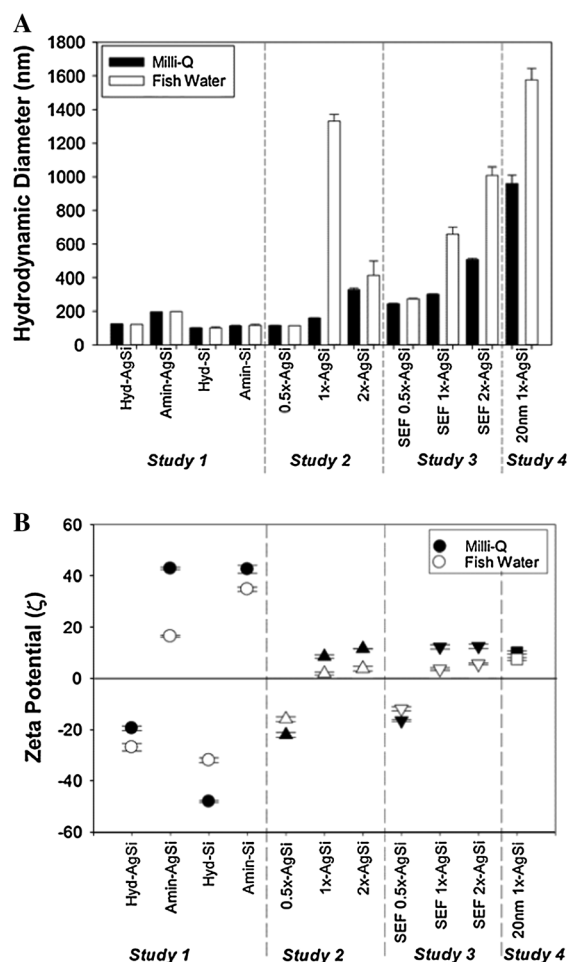 A
Hydrodynamic Diameter (nm)
1800
1600
1400
1200
1000
800
600
400
200
0
Milli-Q
Fish Water
Hyd-AgSi
Amin-AgSi
Hyd-Si
Amin-Si
0.5x-AgSi
1x-AgSi
2x-AgSi
SEF 0.5x-AgSi
SEF 1x-AgSi
SEF 2x-AgSi
20nm 1x-AgSi
Study 1
Study 2
Study 3
Study 4
B
Zeta Potential (ζ)
60
40
20
0
-20
-40
-60
Milli-Q
Fish Water
Hyd-AgSi
Amin-AgSi
Hyd-Si
Amin-Si
0.5x-AgSi
1x-AgSi
2x-AgSi
SEF 0.5x-AgSi
SEF 1x-AgSi
SEF 2x-AgSi
20nm 1x-AgSi
Study 1
Study 2
Study 3
Study 4